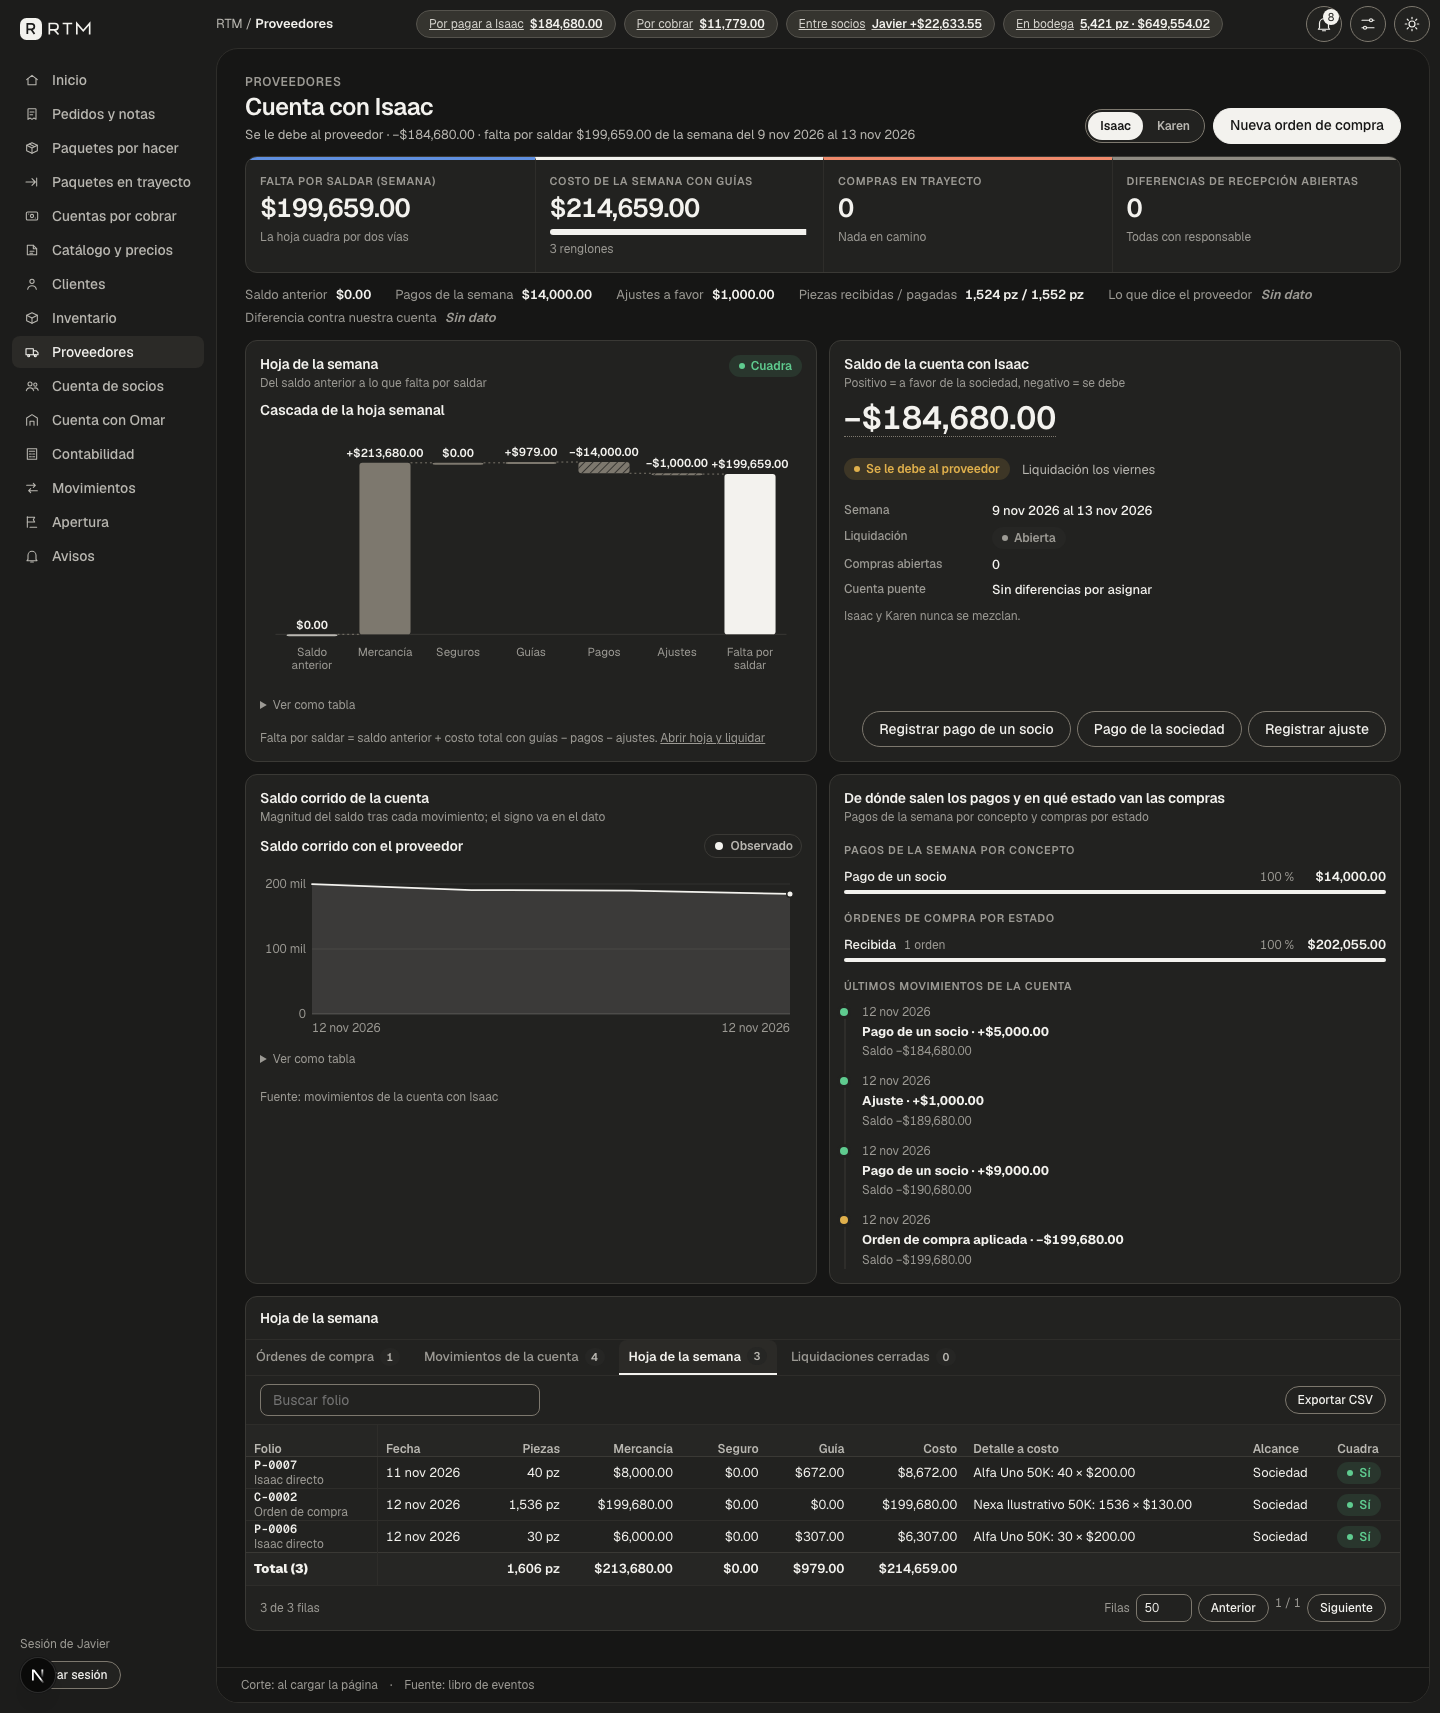 R RTM
RTM / Proveedores
Por pagar a Isaac $184,680.00
Por cobrar $11,779.00
Entre socios Javier +$22,633.55
En bodega 5,421 pz · $649,554.02
8
Inicio
Pedidos y notas
Paquetes por hacer
Paquetes en trayecto
Cuentas por cobrar
Catálogo y precios
Clientes
Inventario
Proveedores
Cuenta de socios
Cuenta con Omar
Contabilidad
Movimientos
Apertura
Avisos
Sesión de Javier
N ar sesión
PROVEEDORES
Cuenta con Isaac
Se le debe al proveedor · −$184,680.00 · falta por saldar $199,659.00 de la semana del 9 nov 2026 al 13 nov 2026
Isaac Karen
Nueva orden de compra
FALTA POR SALDAR (SEMANA)
$199,659.00
La hoja cuadra por dos vías
COSTO DE LA SEMANA CON GUÍAS
$214,659.00
3 renglones
COMPRAS EN TRAYECTO
0
Nada en camino
DIFERENCIAS DE RECEPCIÓN ABIERTAS
0
Todas con responsable
Saldo anterior $0.00 Pagos de la semana $14,000.00 Ajustes a favor $1,000.00 Piezas recibidas / pagadas 1,524 pz / 1,552 pz Lo que dice el proveedor Sin dato
Diferencia contra nuestra cuenta Sin dato
Hoja de la semana
Del saldo anterior a lo que falta por saldar
Cuadra
Cascada de la hoja semanal
+$213,680.00 $0.00 +$979.00 −$14,000.00 −$1,000.00 +$199,659.00
$0.00
Saldo anterior Mercancía Seguros Guías Pagos Ajustes Falta por saldar
Ver como tabla
Falta por saldar = saldo anterior + costo total con guías − pagos − ajustes. Abrir hoja y liquidar
Saldo de la cuenta con Isaac
Positivo = a favor de la sociedad, negativo = se debe
−$184,680.00
Se le debe al proveedor Liquidación los viernes
Semana 9 nov 2026 al 13 nov 2026
Liquidación Abierta
Compras abiertas 0
Cuenta puente Sin diferencias por asignar
Isaac y Karen nunca se mezclan.
Registrar pago de un socio Pago de la sociedad Registrar ajuste
Saldo corrido de la cuenta
Magnitud del saldo tras cada movimiento; el signo va en el dato
Saldo corrido con el proveedor
Observado
200 mil
100 mil
0
12 nov 2026 12 nov 2026
Ver como tabla
Fuente: movimientos de la cuenta con Isaac
De dónde salen los pagos y en qué estado van las compras
Pagos de la semana por concepto y compras por estado
PAGOS DE LA SEMANA POR CONCEPTO
Pago de un socio 100 % $14,000.00
ÓRDENES DE COMPRA POR ESTADO
Recibida 1 orden 100 % $202,055.00
ÚLTIMOS MOVIMIENTOS DE LA CUENTA
12 nov 2026
Pago de un socio · +$5,000.00
Saldo −$184,680.00
12 nov 2026
Ajuste · +$1,000.00
Saldo −$189,680.00
12 nov 2026
Pago de un socio · +$9,000.00
Saldo −$190,680.00
12 nov 2026
Orden de compra aplicada · −$199,680.00
Saldo −$199,680.00
Hoja de la semana
Órdenes de compra 1 Movimientos de la cuenta 4 Hoja de la semana 3 Liquidaciones cerradas 0
Buscar folio
Exportar CSV
Folio Fecha Piezas Mercancía Seguro Guía Costo Detalle a costo Alcance Cuadra
P-0007 Isaac directo 11 nov 2026 40 pz $8,000.00 $0.00 $672.00 $8,672.00 Alfa Uno 50K: 40 × $200.00 Sociedad Sí
C-0002 Orden de compra 12 nov 2026 1,536 pz $199,680.00 $0.00 $0.00 $199,680.00 Nexa Ilustrativo 50K: 1536 × $130.00 Sociedad Sí
P-0006 Isaac directo 12 nov 2026 30 pz $6,000.00 $0.00 $307.00 $6,307.00 Alfa Uno 50K: 30 × $200.00 Sociedad Sí
Total (3) 1,606 pz $213,680.00 $0.00 $979.00 $214,659.00
3 de 3 filas
Filas 50 Anterior 1 / 1 Siguiente
Corte: al cargar la página · Fuente: libro de eventos